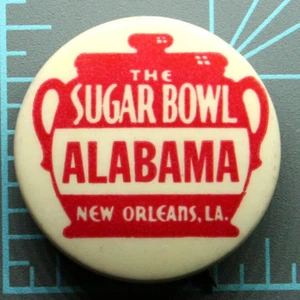 THE
SUGAR BOWL
ALABAMA
NEW ORLEANS, LA.